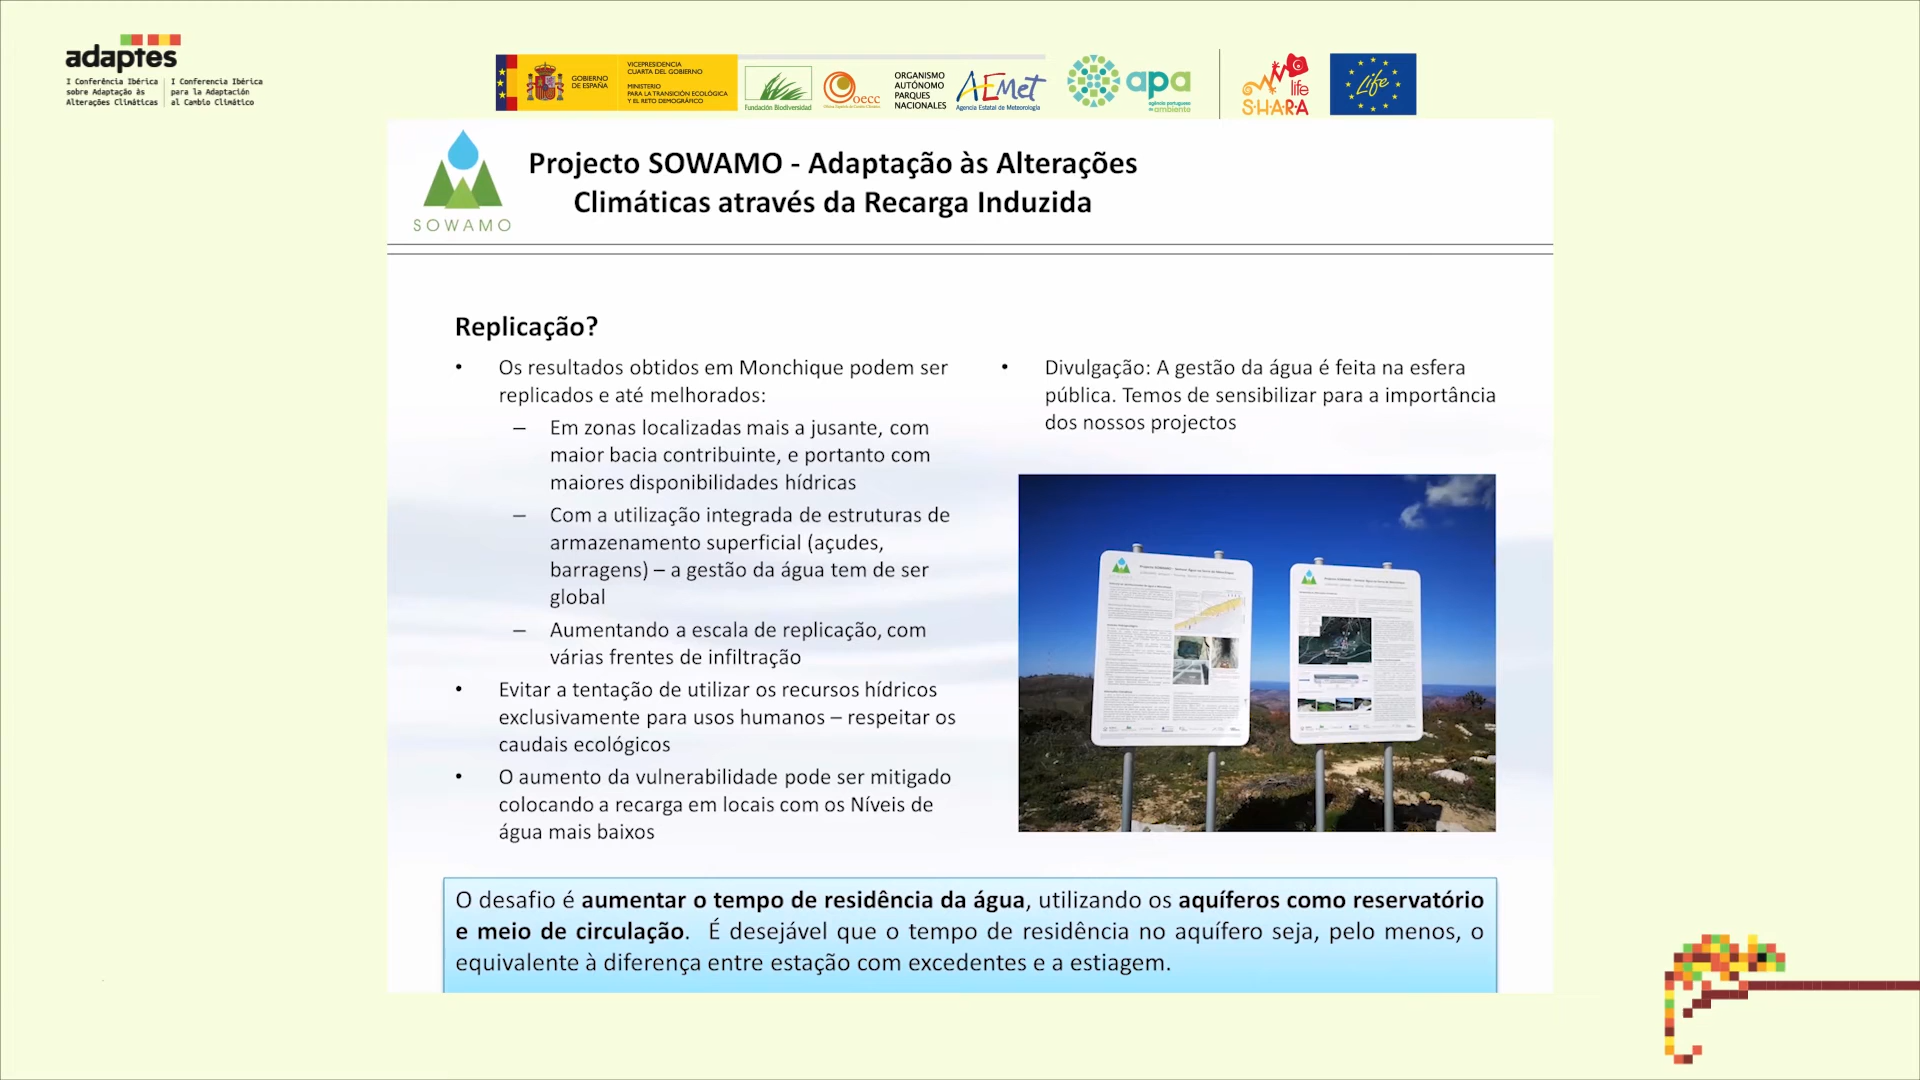 adaptes
I Conferência Ibérica
sobre Adaptação às
Alterações Climáticas
I Conferencia Ibérica
para la Adaptación
al Cambio Climático
GOBIERNO
DE ESPAÑA
VICEPRESIDENCIA
CUARTA DEL GOBIERNO
MINISTERIO
PARA LA TRANSICIÓN ECOLÓGICA
Y EL RETO DEMOGRÁFICO
Fundación Biodiversidad
oecc
ORGANISMO
AUTÓNOMO
PARQUES
NACIONALES
AEMet
Agencia Estatal de Meteorología
apa
agência portuguesa
do ambiente
life
SHARA
Life
SOWAMO
Projecto SOWAMO - Adaptação às Alterações
Climáticas através da Recarga Induzida
Replicação?
• Os resultados obtidos em Monchique podem ser
replicados e até melhorados:
– Em zonas localizadas mais a jusante, com
maior bacia contribuinte, e portanto com
maiores disponibilidades hídricas
– Com a utilização integrada de estruturas de
armazenamento superficial (açudes,
barragens) – a gestão da água tem de ser
global
– Aumentando a escala de replicação, com
várias frentes de infiltração
• Evitar a tentação de utilizar os recursos hídricos
exclusivamente para usos humanos – respeitar os
caudais ecológicos
• O aumento da vulnerabilidade pode ser mitigado
colocando a recarga em locais com os Níveis de
água mais baixos
• Divulgação: A gestão da água é feita na esfera
pública. Temos de sensibilizar para a importância
dos nossos projectos
O desafio é aumentar o tempo de residência da água, utilizando os aquíferos como reservatório
e meio de circulação. É desejável que o tempo de residência no aquífero seja, pelo menos, o
equivalente à diferença entre estação com excedentes e a estiagem.